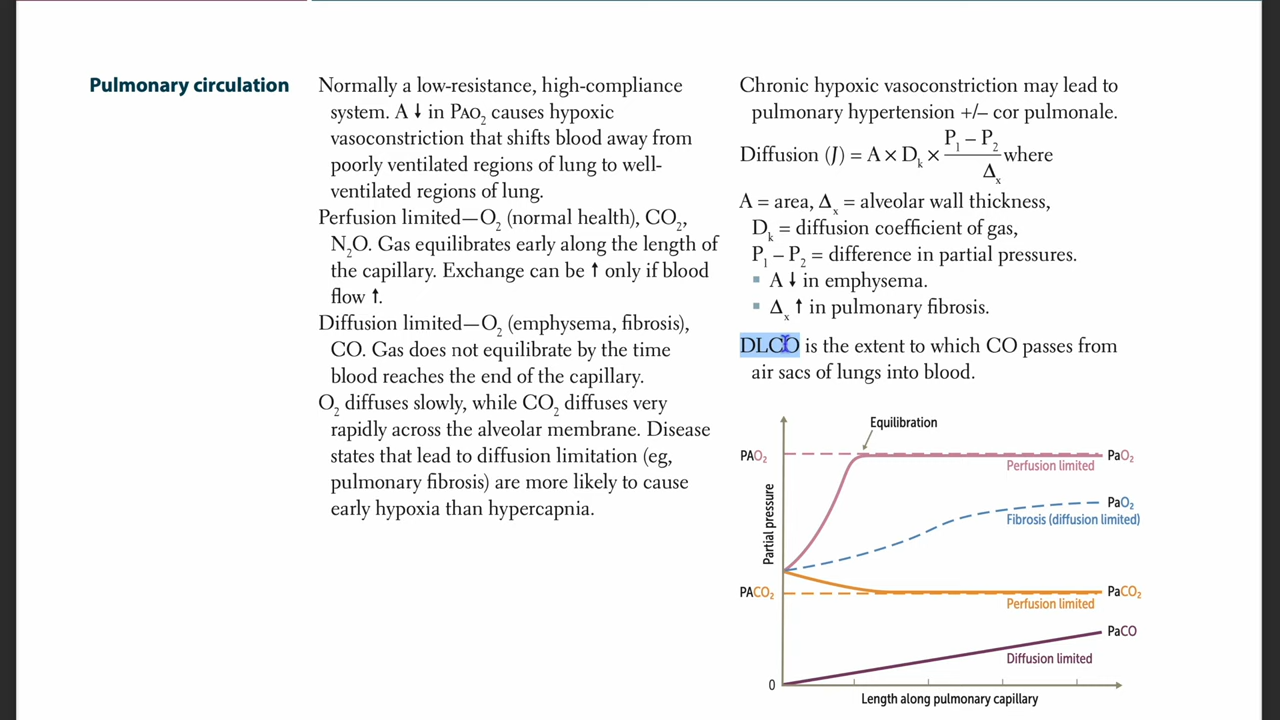 Pulmonary circulation
Normally a low-resistance, high-compliance
system. A ↓ in PAO₂ causes hypoxic
vasoconstriction that shifts blood away from
poorly ventilated regions of lung to well-
ventilated regions of lung.
Perfusion limited—O₂ (normal health), CO₂,
N₂O. Gas equilibrates early along the length of
the capillary. Exchange can be ↑ only if blood
flow ↑.
Diffusion limited—O₂ (emphysema, fibrosis),
CO. Gas does not equilibrate by the time
blood reaches the end of the capillary.
O₂ diffuses slowly, while CO₂ diffuses very
rapidly across the alveolar membrane. Disease
states that lead to diffusion limitation (eg,
pulmonary fibrosis) are more likely to cause
early hypoxia than hypercapnia.
Chronic hypoxic vasoconstriction may lead to
pulmonary hypertension +/– cor pulmonale.
Diffusion (J) = A × Dₖ × (P₁ – P₂)/Δₓ where
A = area, Δₓ = alveolar wall thickness,
Dₖ = diffusion coefficient of gas,
P₁ – P₂ = difference in partial pressures.
▪ A ↓ in emphysema.
▪ Δₓ ↑ in pulmonary fibrosis.
DLCO is the extent to which CO passes from
air sacs of lungs into blood.
Equilibration
PAO₂
PaO₂
Perfusion limited
PaO₂
Fibrosis (diffusion limited)
Partial pressure
PACO₂
PaCO₂
Perfusion limited
PaCO
Diffusion limited
0
Length along pulmonary capillary